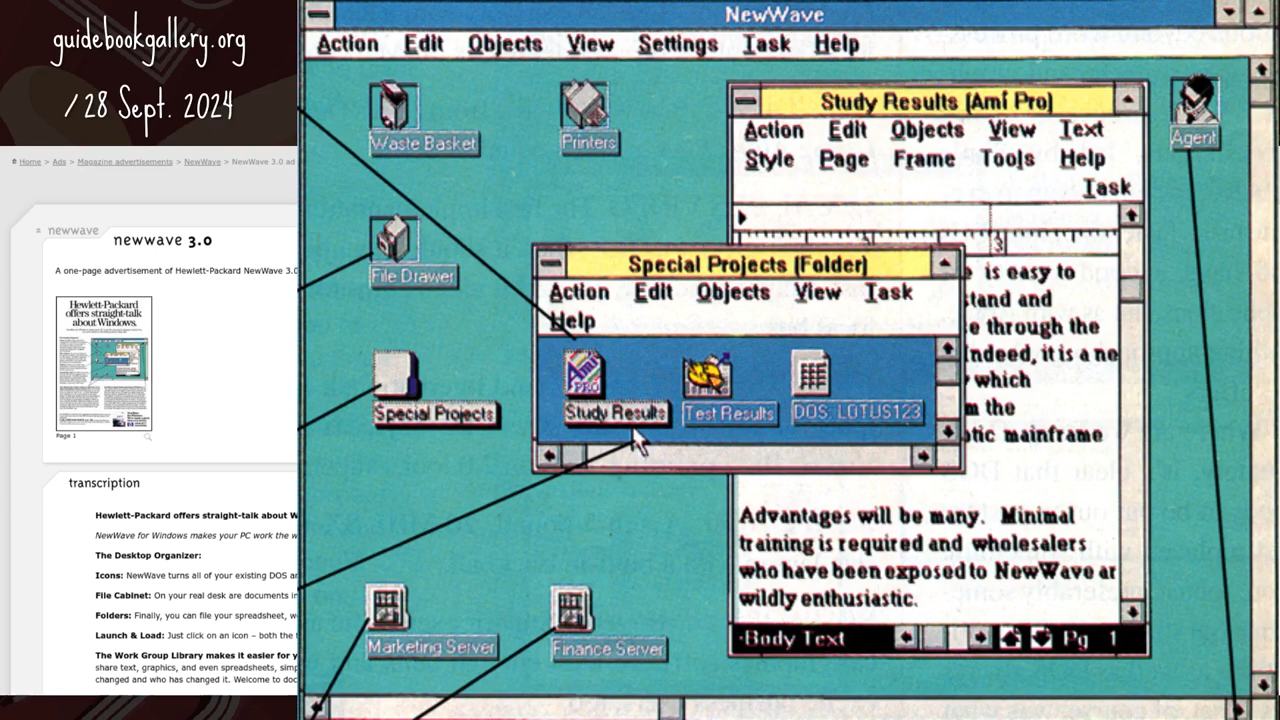 guidebookgallery.org
/ 28 Sept. 2024
Home > Ads > Magazine advertisements > NewWave > NewWave 3.0 ad
newwave
newwave 3.0
A one-page advertisement of Hewlett-Packard NewWave 3.0
Hewlett-Packard
offers straight-talk
about Windows.
Page 1
transcription
Hewlett-Packard offers straight-talk about W
NewWave for Windows makes your PC work the w
The Desktop Organizer:
Icons: NewWave turns all of your existing DOS ar
File Cabinet: On your real desk are documents in
Folders: Finally, you can file your spreadsheet, w
Launch & Load: Just click on an icon – both the
The Work Group Library makes it easier for y
share text, graphics, and even spreadsheets, simp
changed and who has changed it. Welcome to doc
NewWave
Action Edit Objects View Settings Task Help
Waste Basket
Printers
Agent
File Drawer
Special Projects
Marketing Server
Finance Server
Study Results (Ami Pro)
Action Edit Objects View Text
Style Page Frame Tools Help
Task
3
is easy to
stand and
e through the
Indeed, it is a ne
which
m the
otic mainframe
Advantages will be many. Minimal
training is required and wholesalers
who have been exposed to NewWave ar
wildly enthusiastic.
Body Text Pg 1
Special Projects (Folder)
Action Edit Objects View Task
Help
Ami
PRO
Study Results
Test Results
DOS: LOTUS123